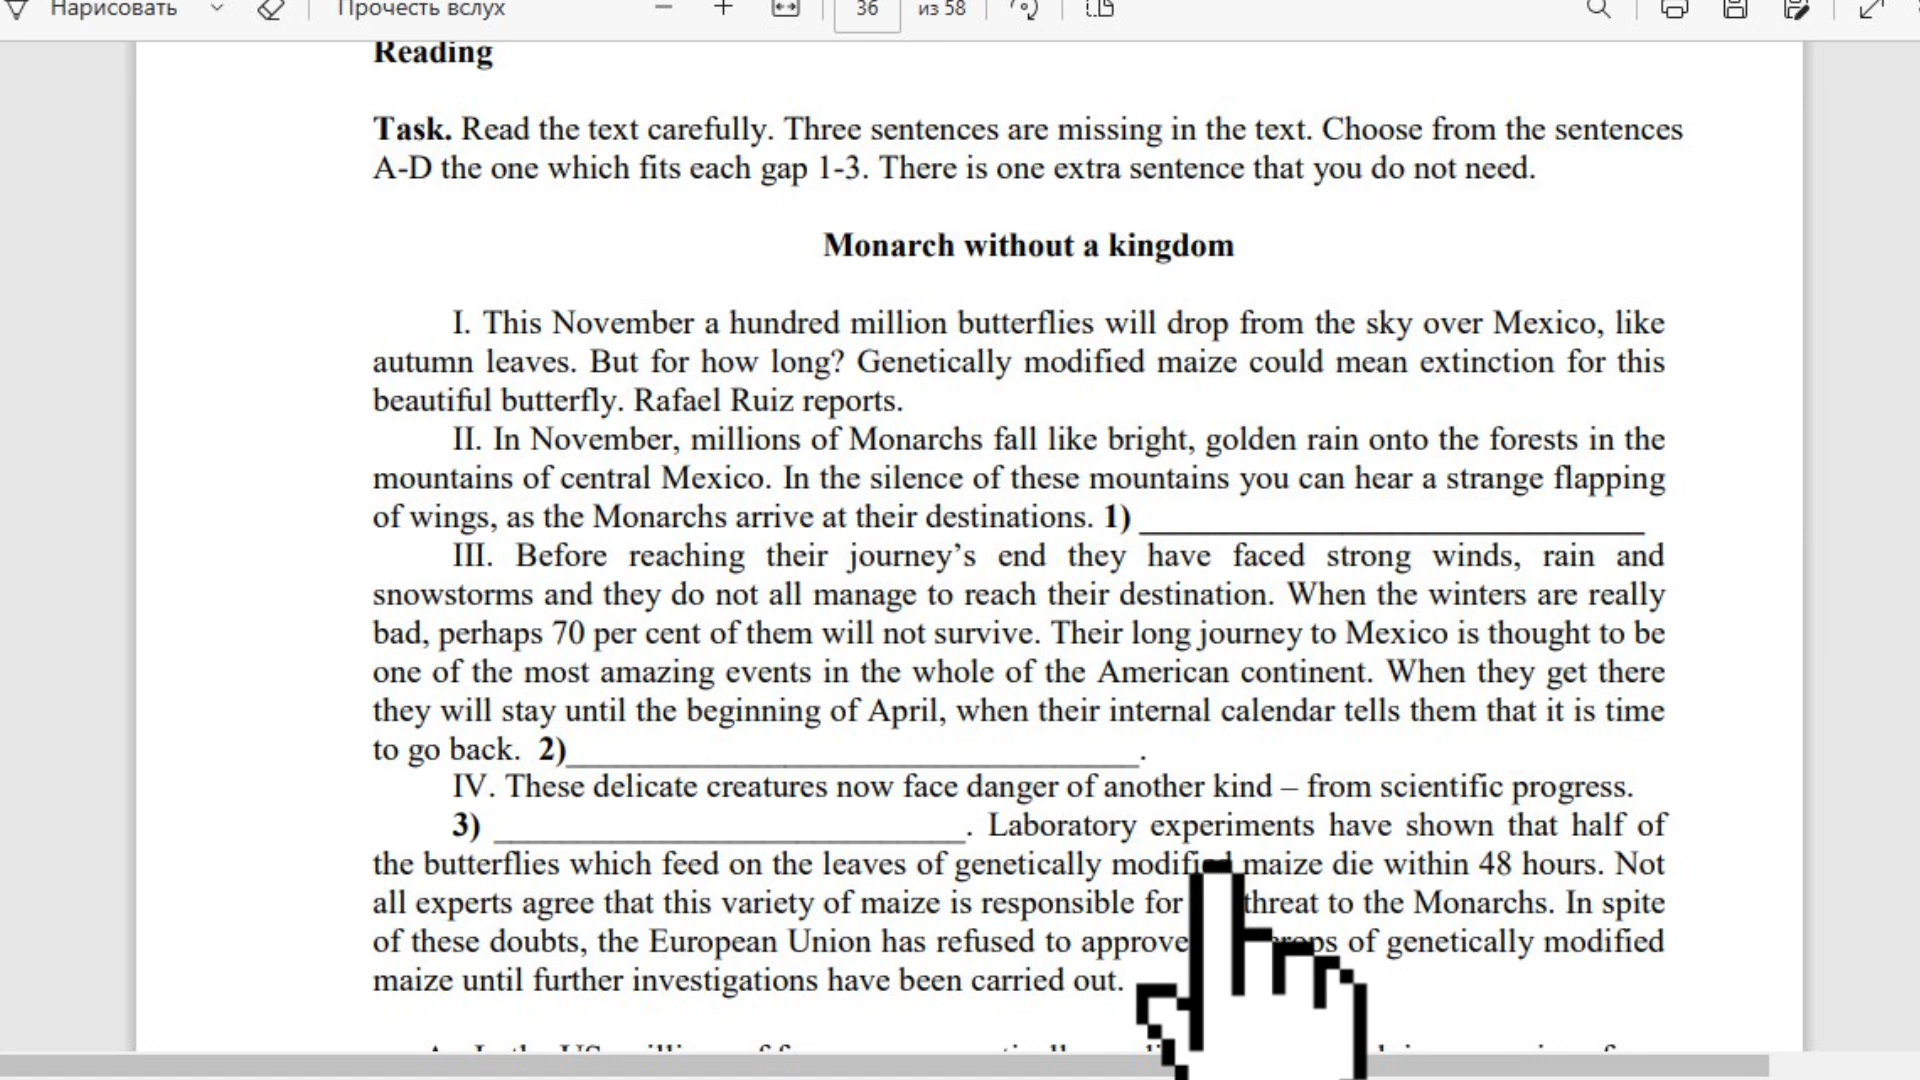 Нарисовать
Прочесть вслух
36 из 58
Reading
Task. Read the text carefully. Three sentences are missing in the text. Choose from the sentences
A-D the one which fits each gap 1-3. There is one extra sentence that you do not need.
Monarch without a kingdom
I. This November a hundred million butterflies will drop from the sky over Mexico, like
autumn leaves. But for how long? Genetically modified maize could mean extinction for this
beautiful butterfly. Rafael Ruiz reports.
II. In November, millions of Monarchs fall like bright, golden rain onto the forests in the
mountains of central Mexico. In the silence of these mountains you can hear a strange flapping
of wings, as the Monarchs arrive at their destinations. 1) ______________________________
III. Before reaching their journey’s end they have faced strong winds, rain and
snowstorms and they do not all manage to reach their destination. When the winters are really
bad, perhaps 70 per cent of them will not survive. Their long journey to Mexico is thought to be
one of the most amazing events in the whole of the American continent. When they get there
they will stay until the beginning of April, when their internal calendar tells them that it is time
to go back. 2)__________________________________.
IV. These delicate creatures now face danger of another kind – from scientific progress.
3) ____________________________. Laboratory experiments have shown that half of
the butterflies which feed on the leaves of genetically modified maize die within 48 hours. Not
all experts agree that this variety of maize is responsible for threat to the Monarchs. In spite
of these doubts, the European Union has refused to approve of genetically modified
maize until further investigations have been carried out.